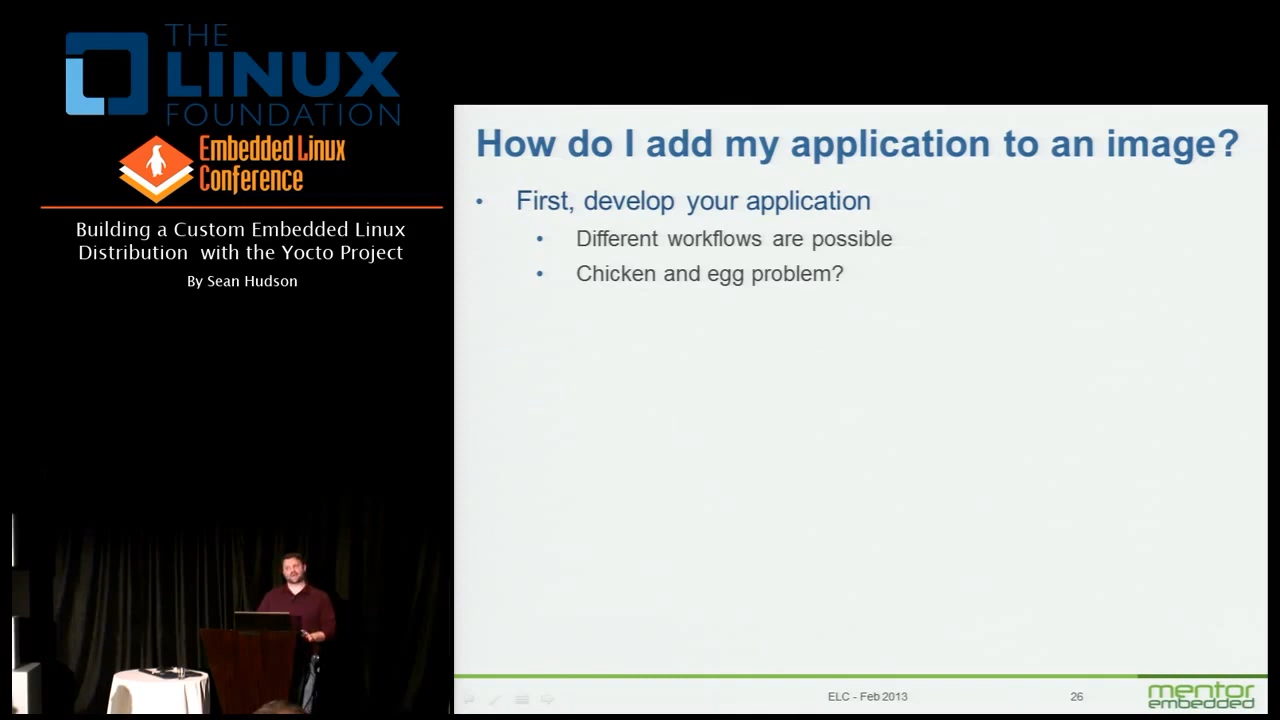 THE
LINUX
FOUNDATION
Embedded Linux
Conference
Building a Custom Embedded Linux
Distribution with the Yocto Project
By Sean Hudson
How do I add my application to an image?
• First, develop your application
• Different workflows are possible
• Chicken and egg problem?
ELC - Feb 2013
26
mentor
embedded